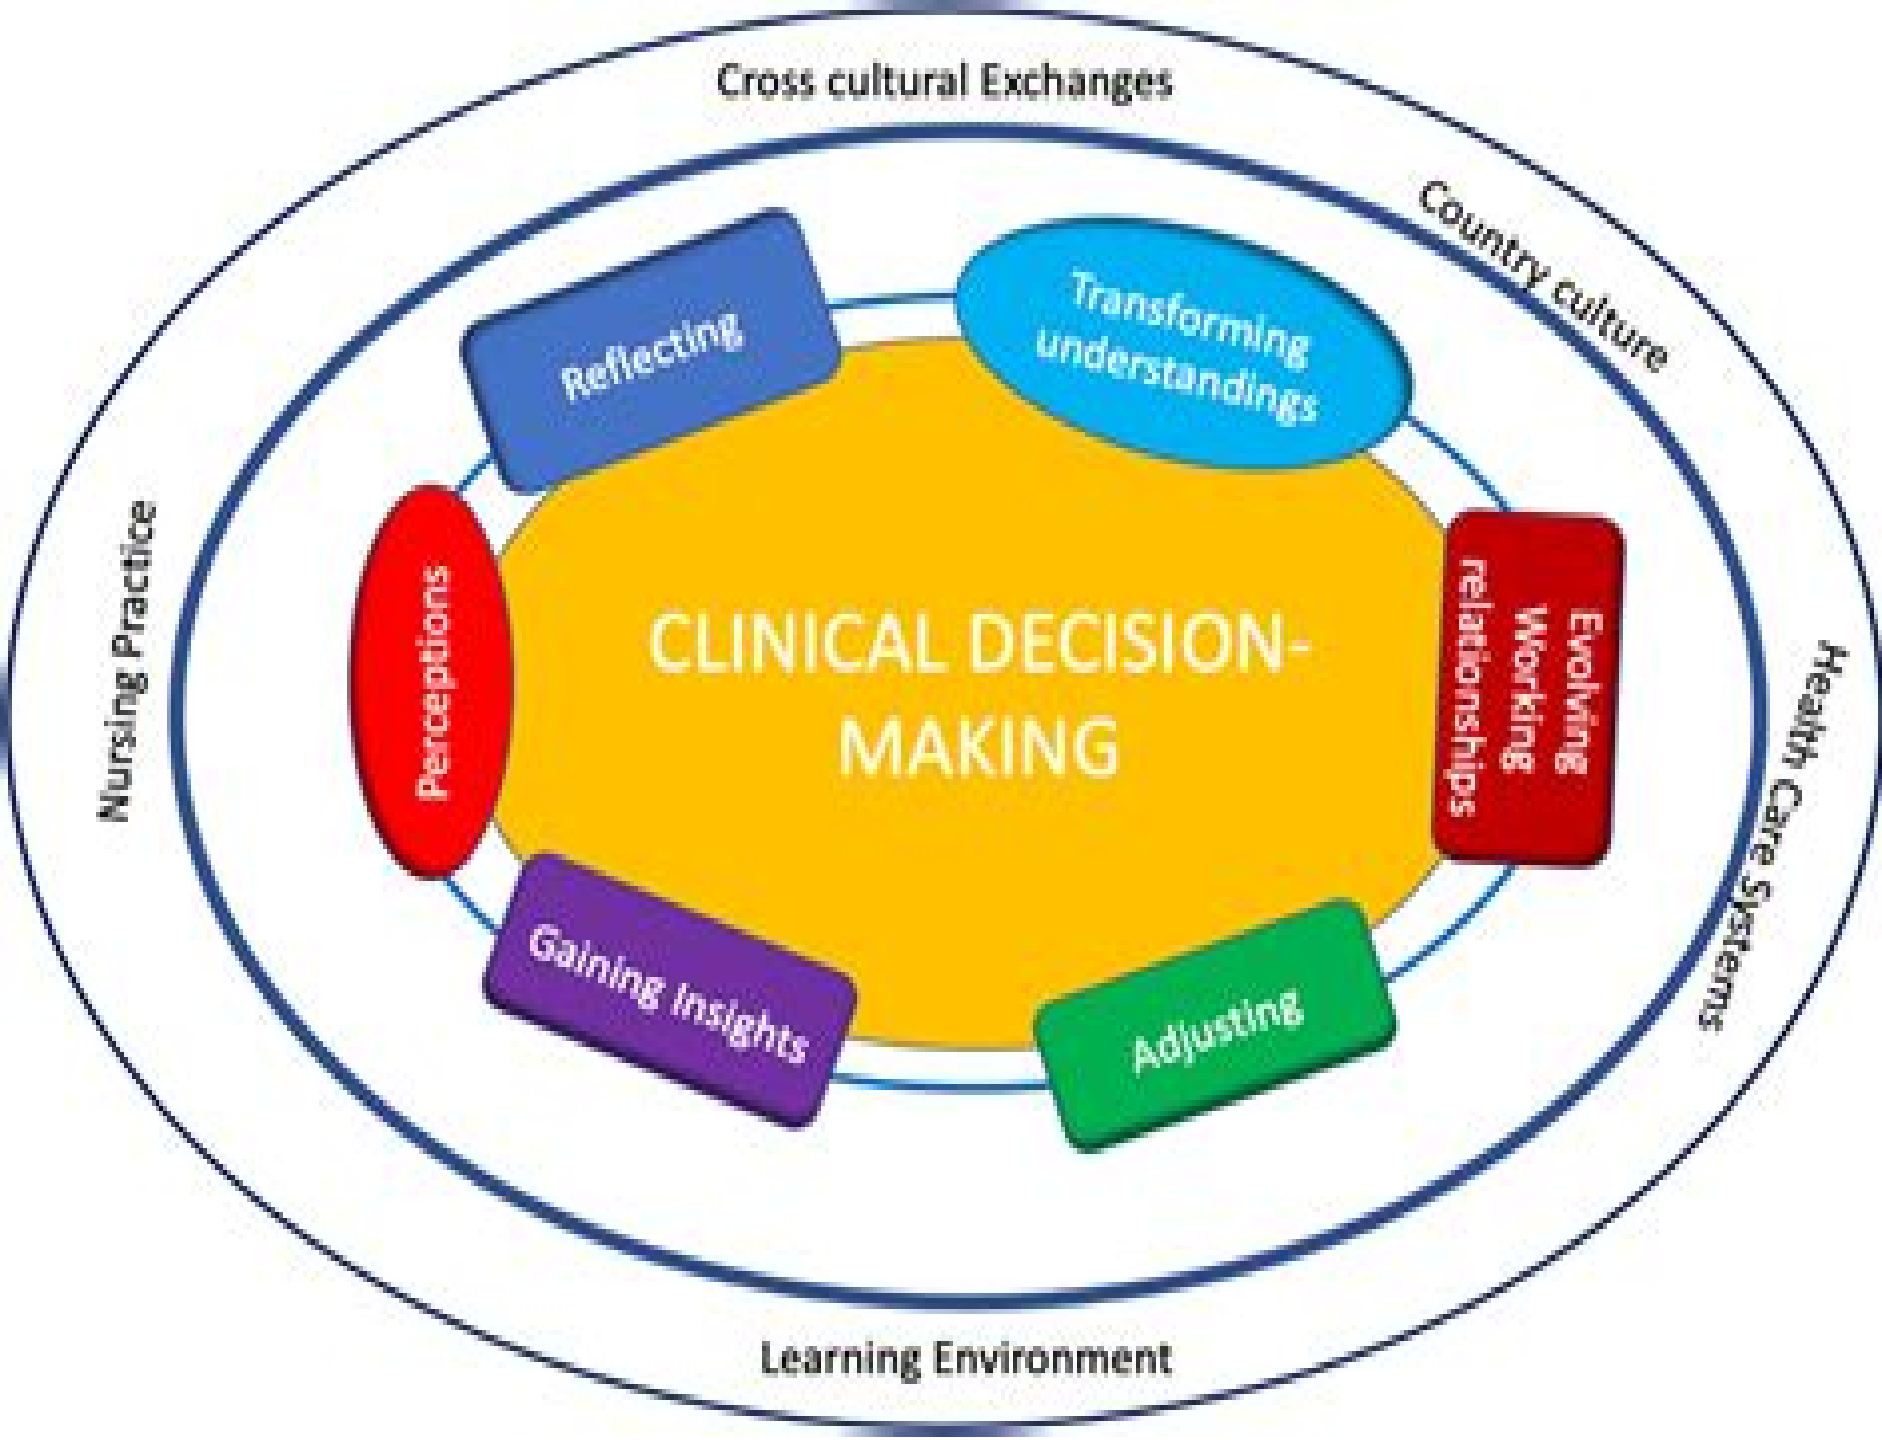 Cross cultural Exchanges
Country culture
Reflecting
Transforming
understandings
Nursing Practice
Perceptions
CLINICAL DECISION-
MAKING
Evolving
Working
relationships
Health Care Systems
Gaining Insights
Adjusting
Learning Environment